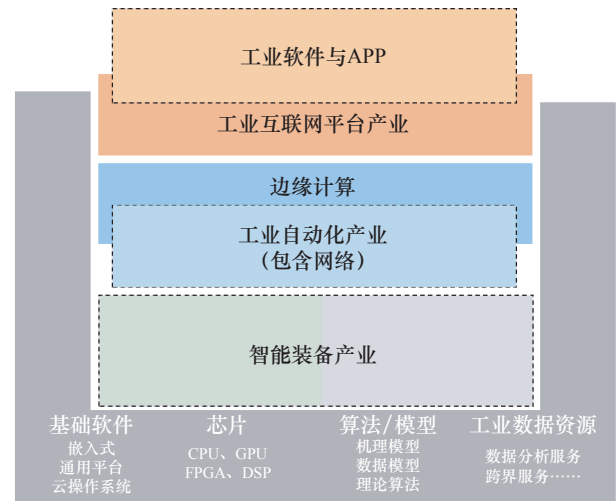 工业软件与APP
工业互联网平台产业
边缘计算
工业自动化产业
（包含网络）
智能装备产业
基础软件
嵌入式
通用平台
云操作系统
芯片
CPU、GPU
FPGA、DSP
算法/模型
机理模型
数据模型
理论算法
工业数据资源
数据分析服务
跨界服务……